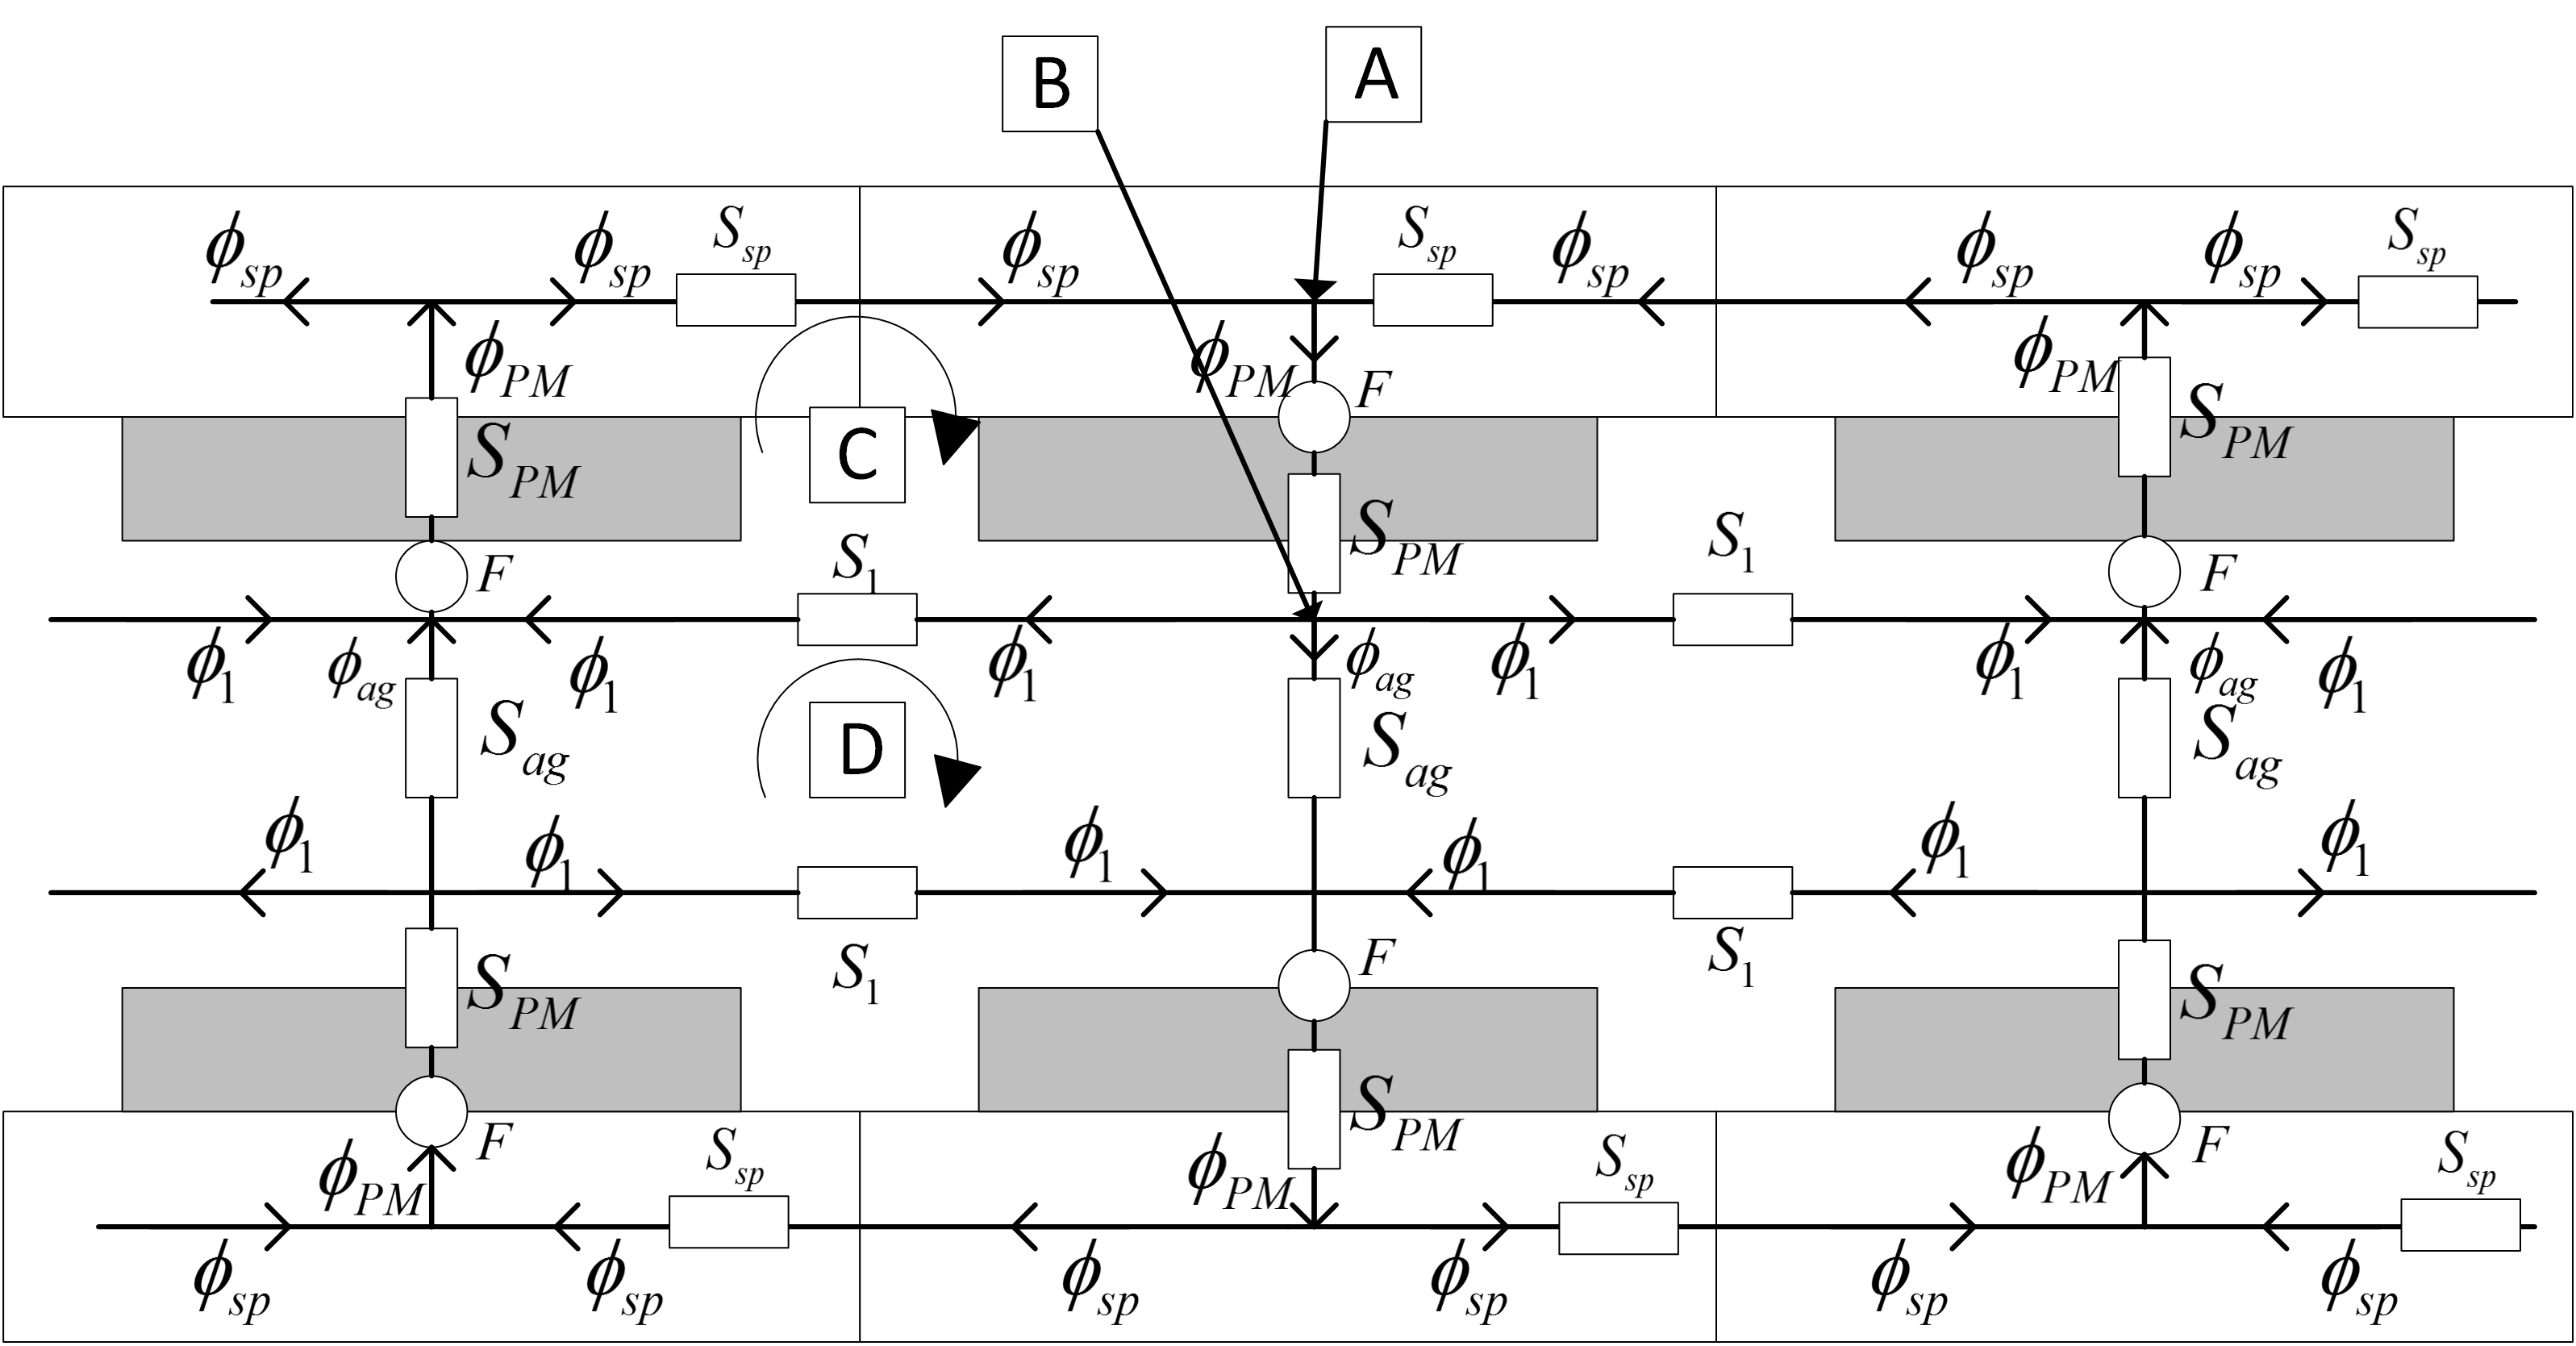 B A
ϕsp ϕsp Ssp ϕsp Ssp ϕsp ϕsp ϕsp Ssp
ϕPM ϕPM F ϕPM
SPM C SPM SPM
F S1 S1 F
ϕ1 ϕag ϕ1 ϕ1 ϕag ϕ1 ϕ1 ϕag ϕ1
Sag D Sag Sag
ϕ1 ϕ1 ϕ1 ϕ1 ϕ1 ϕ1
SPM S1 F S1 SPM
F Ssp SPM Ssp F Ssp
ϕPM ϕPM ϕPM
ϕsp ϕsp ϕsp ϕsp ϕsp ϕsp